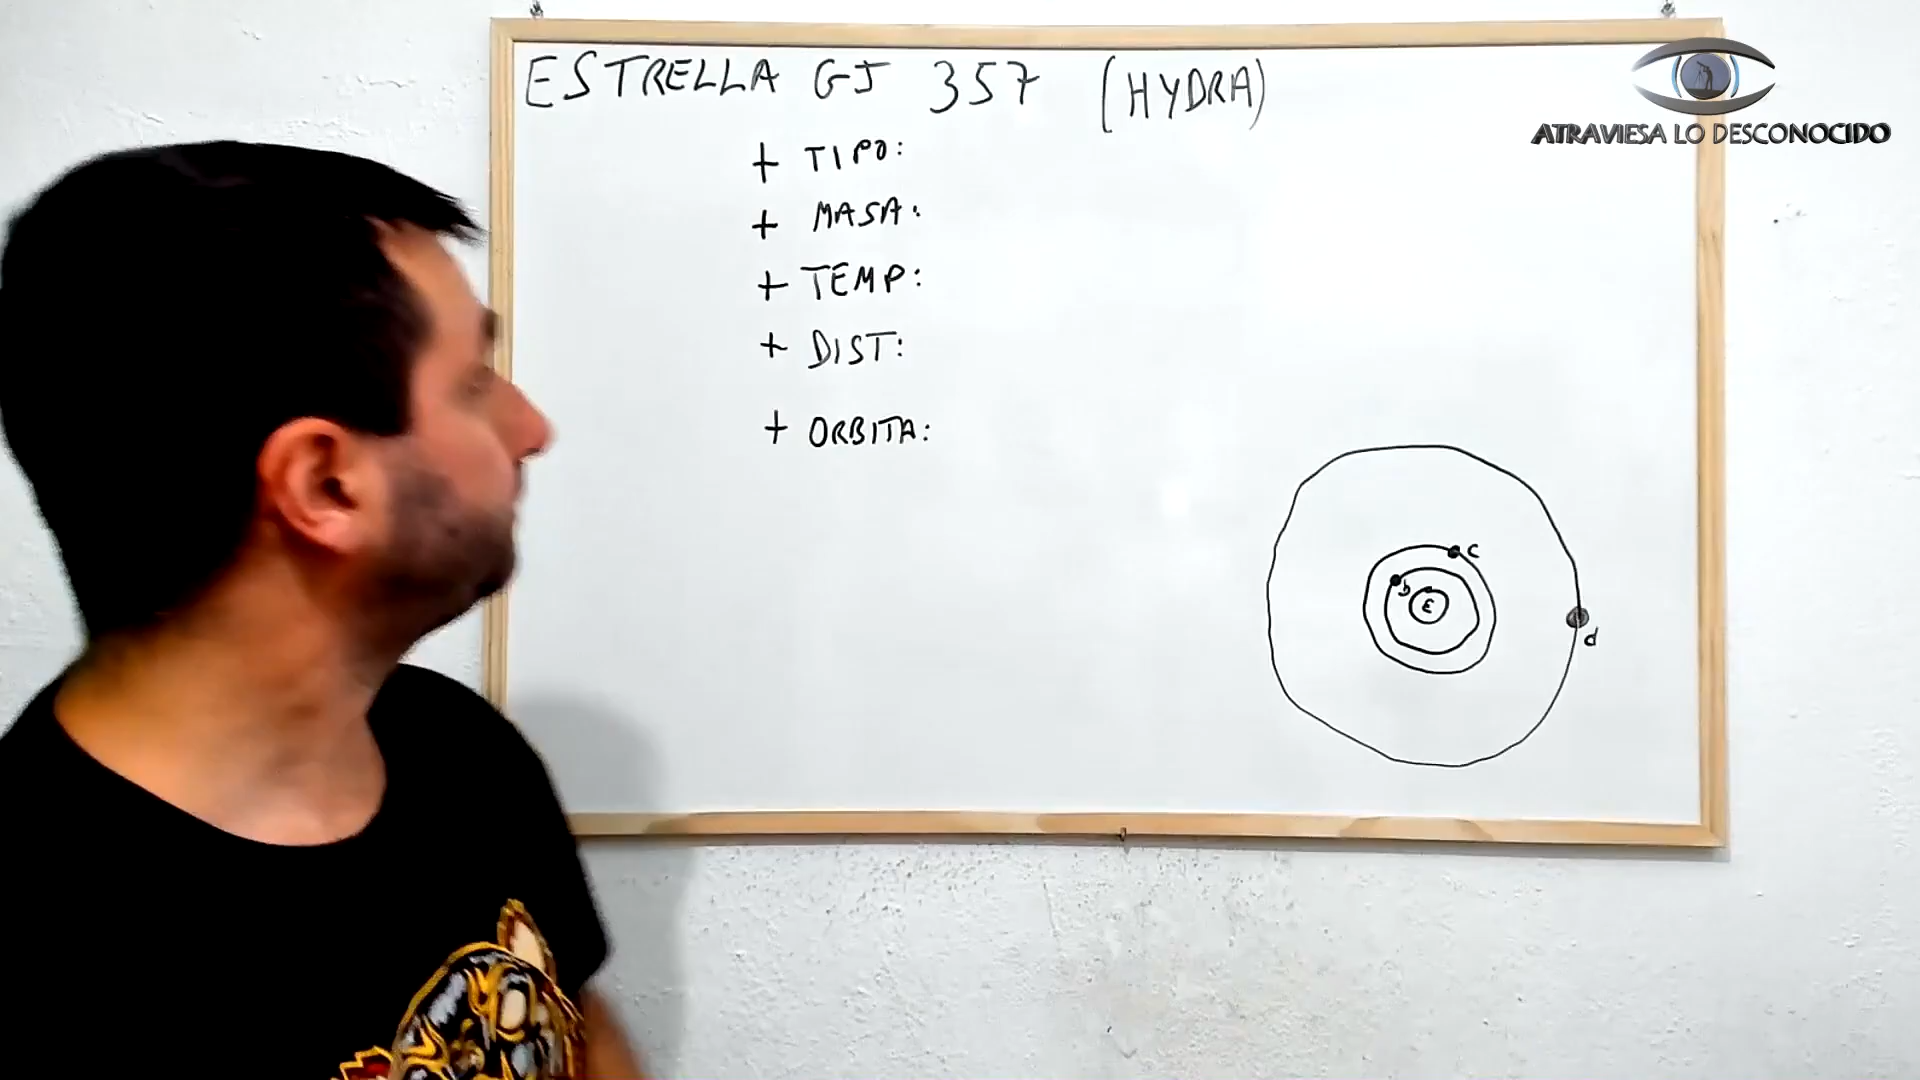 ESTRELLA GJ 357 (HYDRA)
+ TIPO:
+ MASA:
+ TEMP:
+ DIST:
+ ORBITA:
c
b
E
d
ATRAVIESA LO DESCONOCIDO